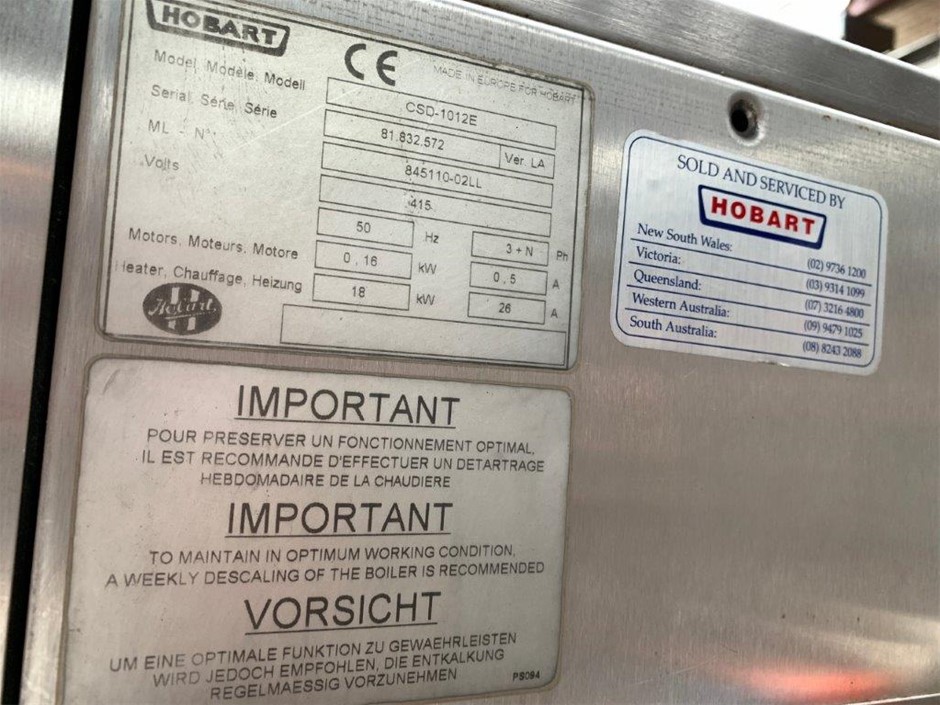 HOBART
CE
MADE IN EUROPE FOR HOBART
Model, Modèle, Modell CSD-1012E
Serial, Série, Série 81.832.572 Ver. LA
ML - N° 845110-02LL
Volts 415
50 Hz 3 + N Ph
Motors, Moteurs, Motore 0,16 kW 0,5 A
Heater, Chauffage, Heizung 18 kW 26 A
Hobart
IMPORTANT
POUR PRESERVER UN FONCTIONNEMENT OPTIMAL,
IL EST RECOMMANDE D'EFFECTUER UN DETARTRAGE
HEBDOMADAIRE DE LA CHAUDIERE
IMPORTANT
TO MAINTAIN IN OPTIMUM WORKING CONDITION,
A WEEKLY DESCALING OF THE BOILER IS RECOMMENDED
VORSICHT
UM EINE OPTIMALE FUNKTION ZU GEWAEHRLEISTEN
WIRD JEDOCH EMPFOHLEN, DIE ENTKALKUNG
REGELMAESSIG VORZUNEHMEN
PS094
SOLD AND SERVICED BY
HOBART
New South Wales: (02) 9736 1200
Victoria: (03) 9314 1099
Queensland: (07) 3216 4800
Western Australia: (09) 9479 1025
South Australia: (08) 8243 2088